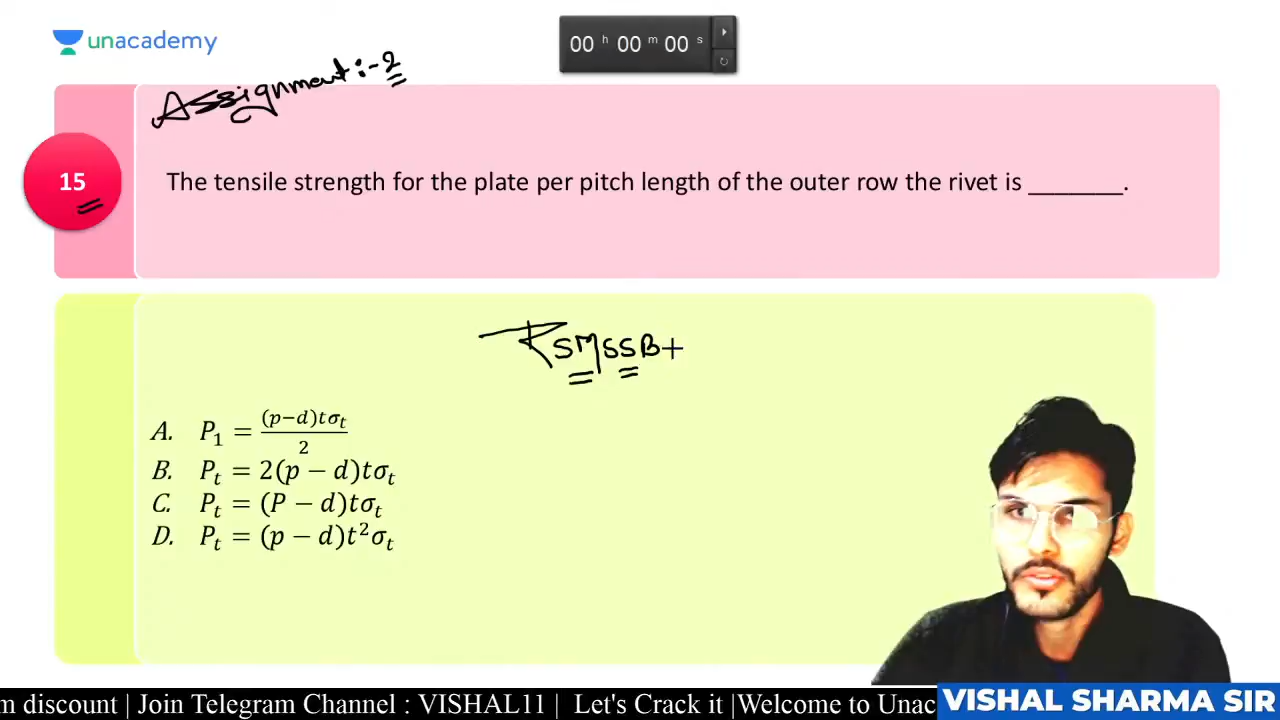 unacademy
00 h 00 m 00 s
Assignment :- 2
15
The tensile strength for the plate per pitch length of the outer row the rivet is _______.
RSMSSB+
A. P₁ = (p−d)tσₜ / 2
B. Pₜ = 2(p − d)tσₜ
C. Pₜ = (P − d)tσₜ
D. Pₜ = (p − d)t²σₜ
m discount | Join Telegram Channel : VISHAL11 | Let's Crack it |Welcome to Unac
VISHAL SHARMA SIR